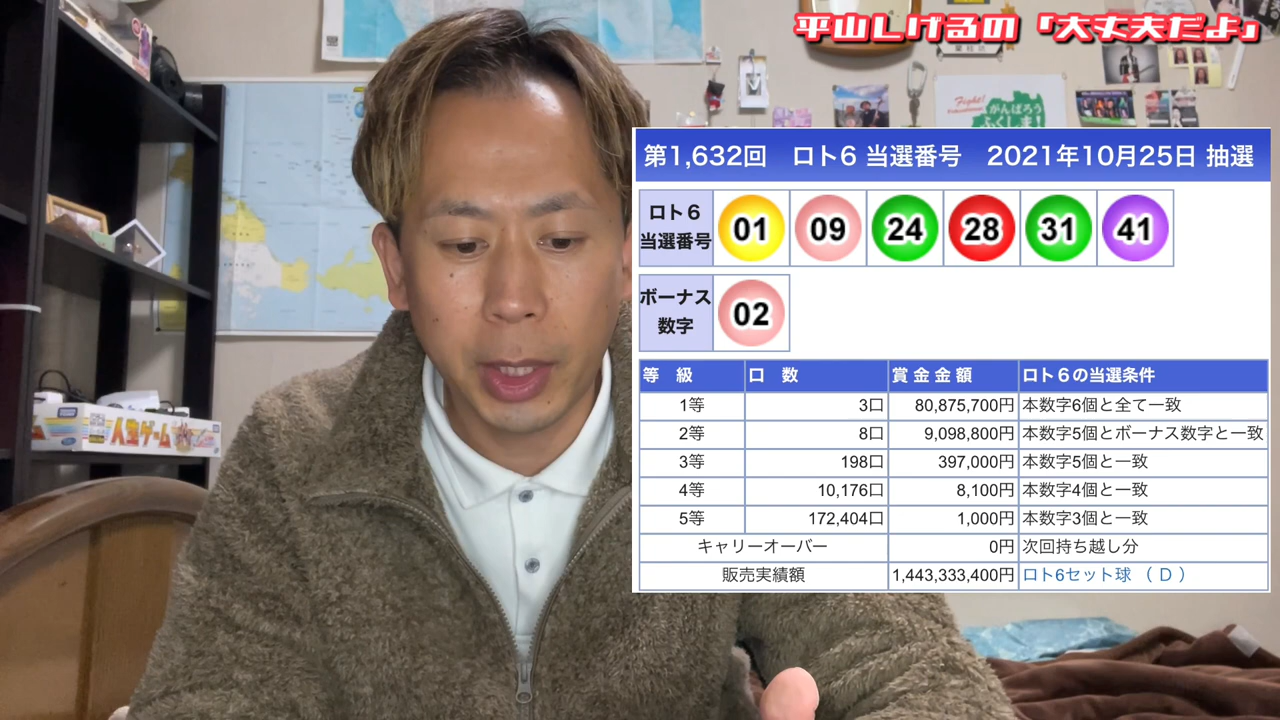 平山しげるの「大丈夫だよ」
Fight!
がんばろう
ふくしま!
第1,632回 ロト6 当選番号 2021年10月25日 抽選
ロト6
当選番号 01 09 24 28 31 41
ボーナス
数字 02
等 級 口 数 賞 金 金 額 ロト6の当選条件
1等 3口 80,875,700円 本数字6個と全て一致
2等 8口 9,098,800円 本数字5個とボーナス数字と一致
3等 198口 397,000円 本数字5個と一致
4等 10,176口 8,100円 本数字4個と一致
5等 172,404口 1,000円 本数字3個と一致
キャリーオーバー 0円 次回持ち越し分
販売実績額 1,443,333,400円 ロト6セット球 ( D )
人生ゲーム